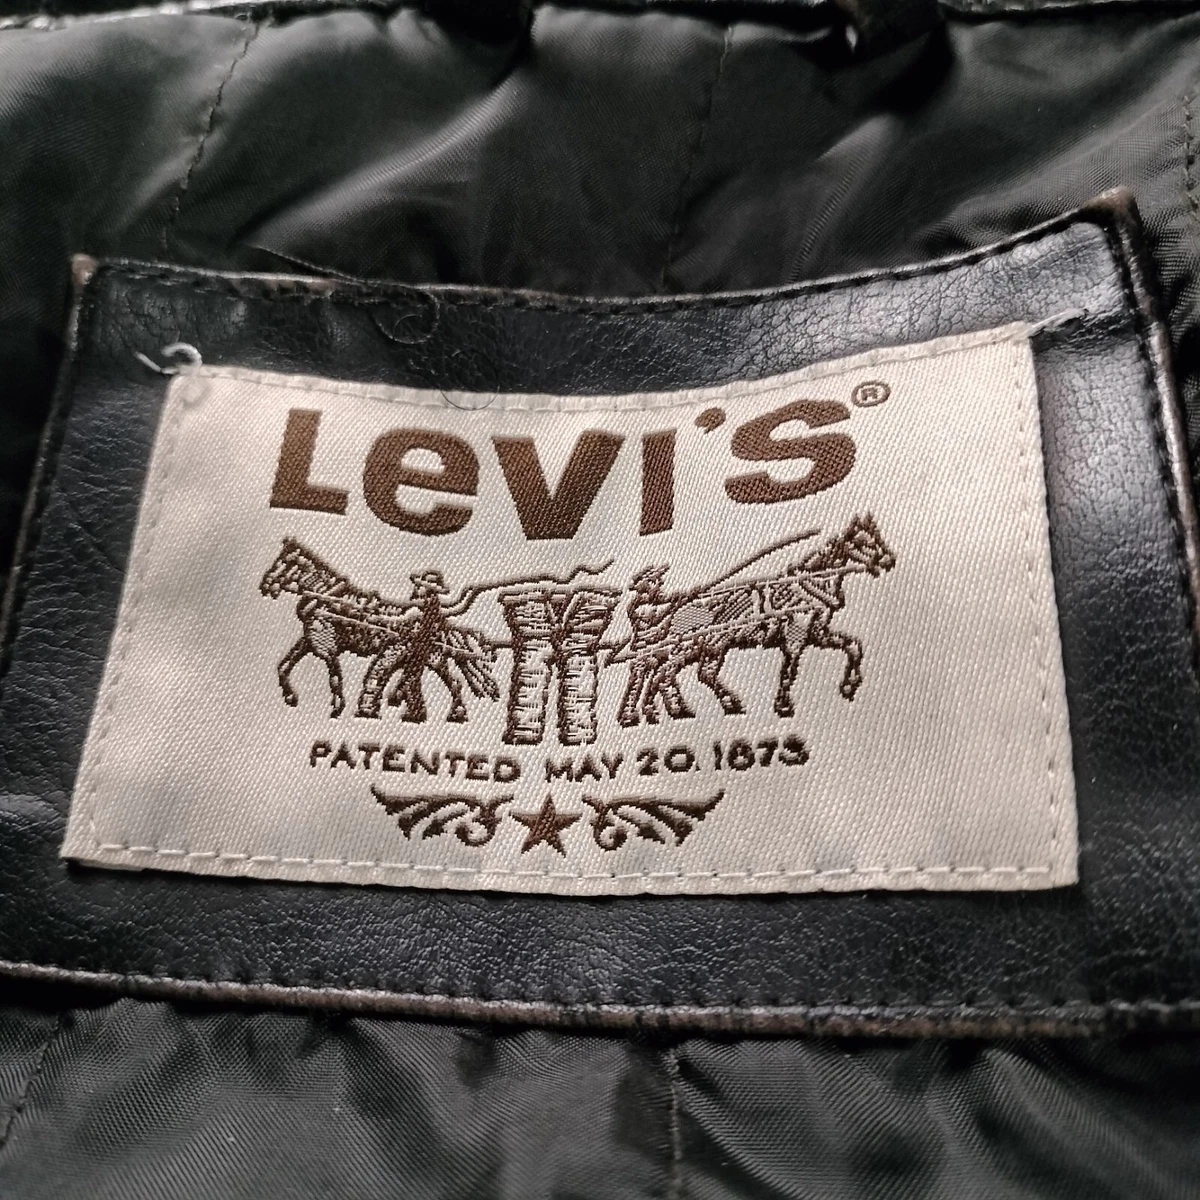 Levi's®
PATENTED MAY 20.1873